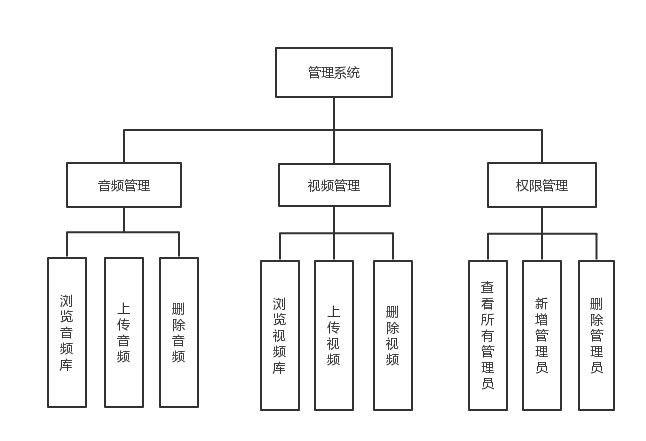 管理系统
音频管理
视频管理
权限管理
浏览音频库
上传音频
删除音频
浏览视频库
上传视频
删除视频
查看所有管理员
新增管理员
删除管理员